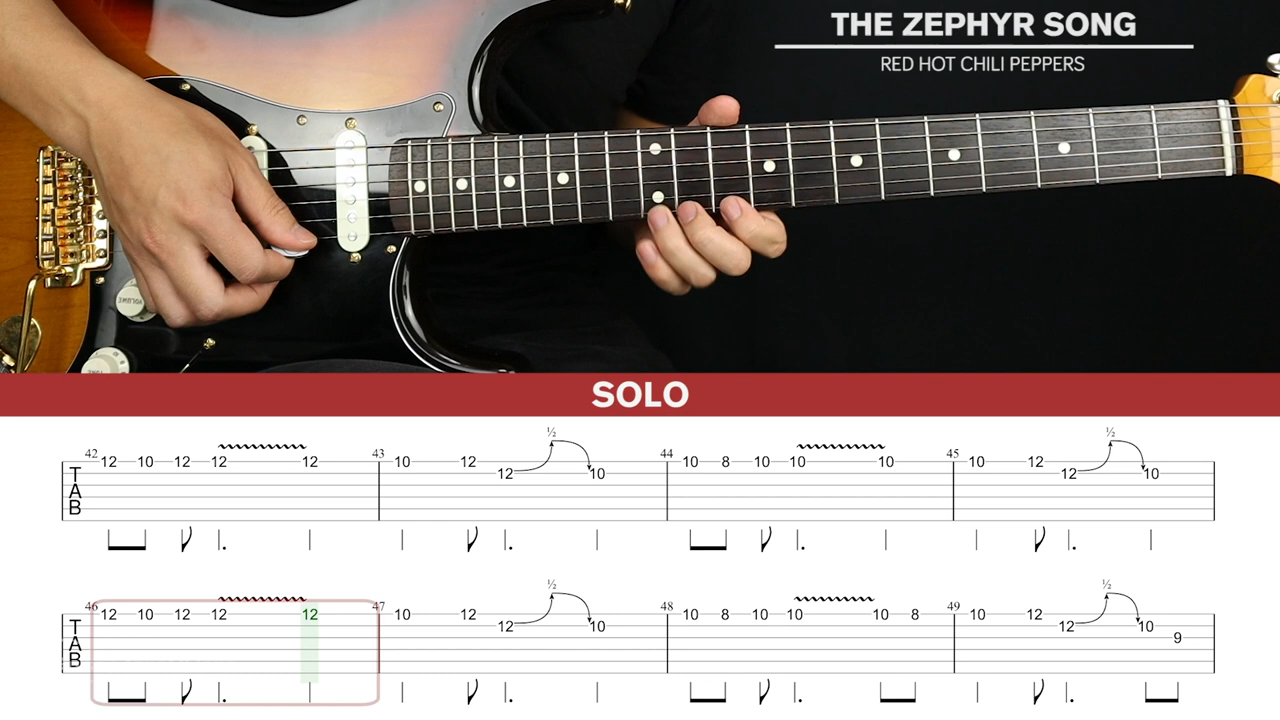 THE ZEPHYR SONG
RED HOT CHILI PEPPERS
VOLUME
SOLO
½ ½
42 12 10 12 12 12 43 10 12 12 10 44 10 8 10 10 10 45 10 12 12 10
T
A
B
½ ½
46 12 10 12 12 12 47 10 12 12 10 48 10 8 10 10 10 8 49 10 12 12 10 9
T
A
B